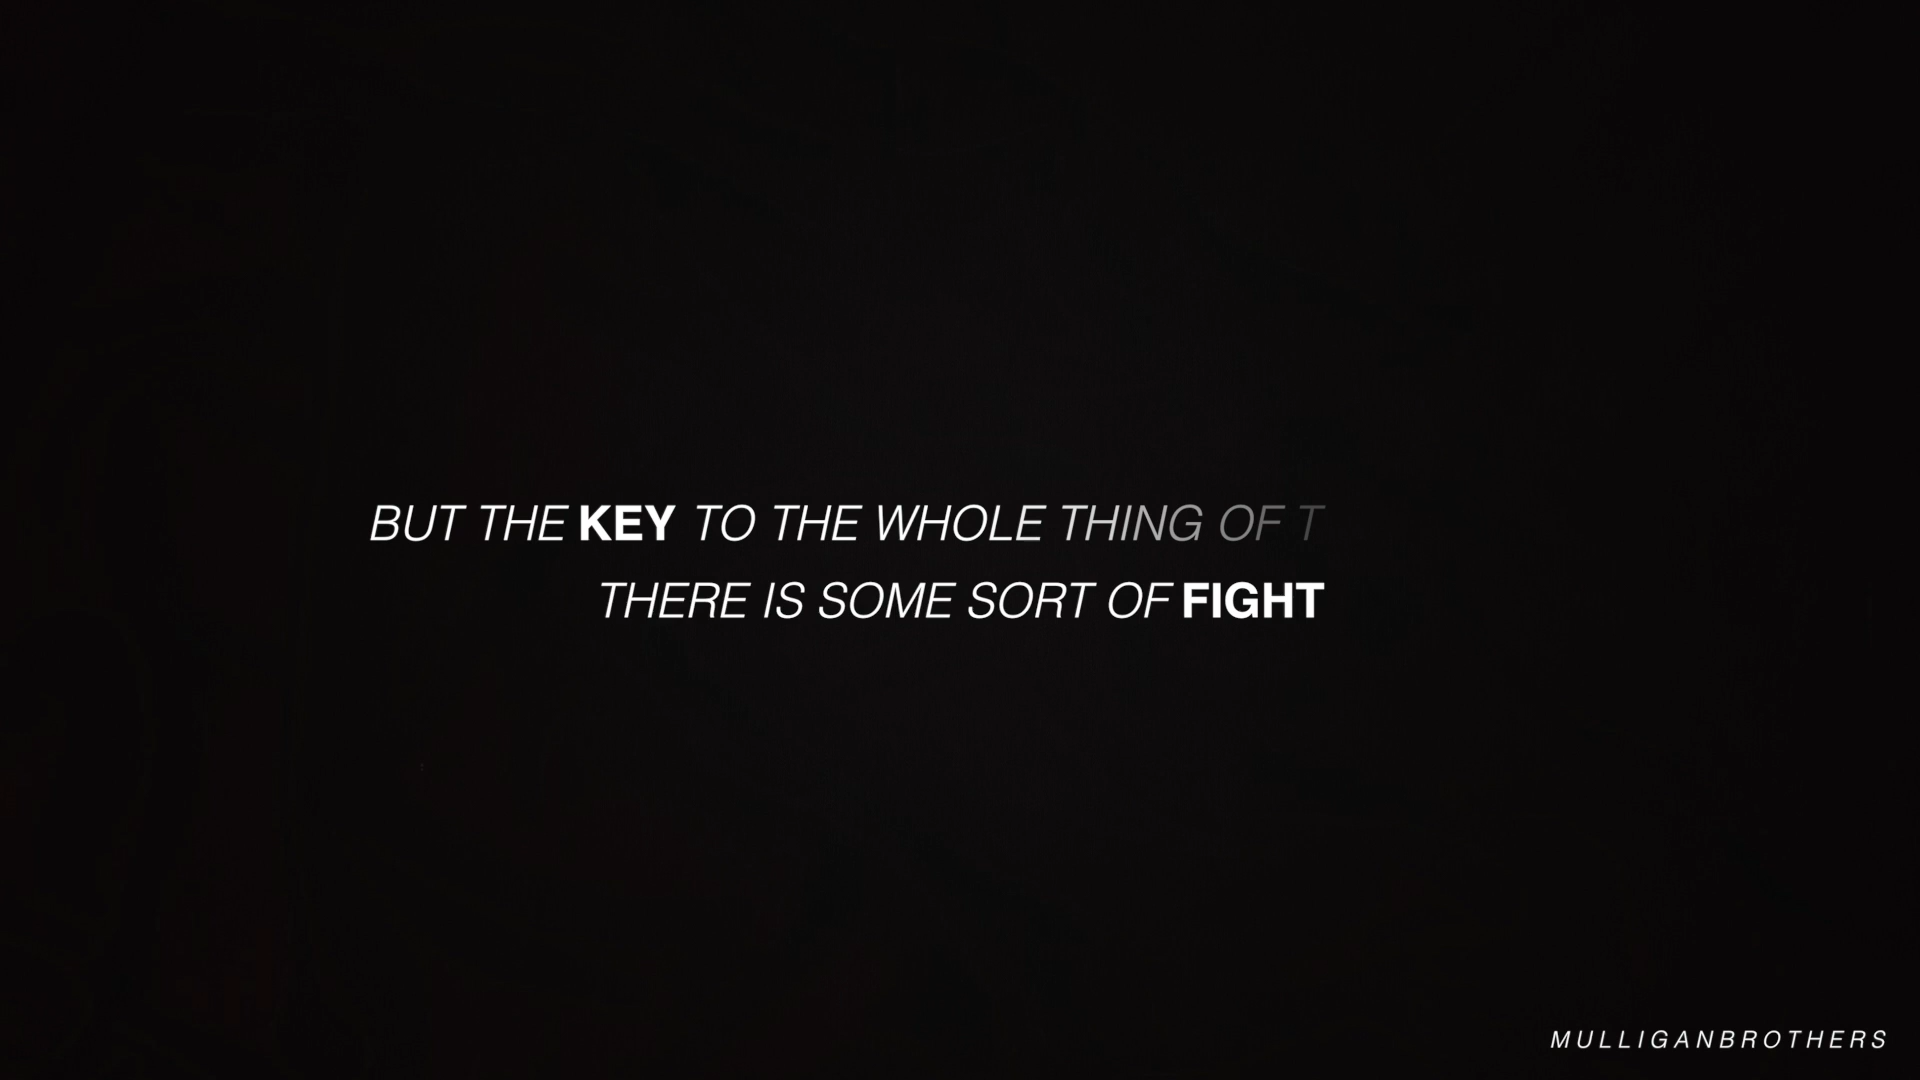 BUT THE KEY TO THE WHOLE THING OF T
THERE IS SOME SORT OF FIGHT
MULLIGANBROTHERS